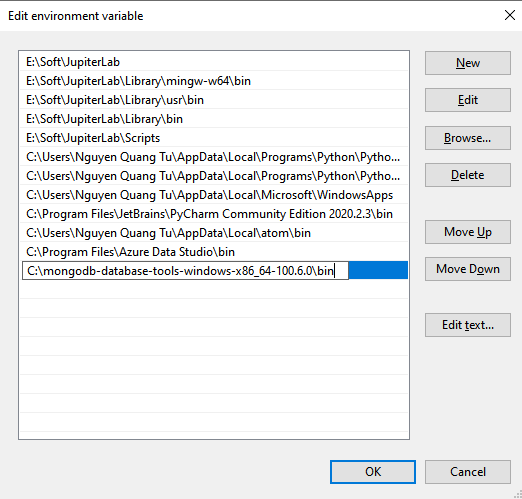 Edit environment variable
E:\Soft\JupiterLab
New
E:\Soft\JupiterLab\Library\mingw-w64\bin
E:\Soft\JupiterLab\Library\usr\bin
Edit
E:\Soft\JupiterLab\Library\bin
E:\Soft\JupiterLab\Scripts
Browse...
C:\Users\Nguyen Quang Tu\AppData\Local\Programs\Python\Pytho...
C:\Users\Nguyen Quang Tu\AppData\Local\Programs\Python\Pytho...
Delete
C:\Users\Nguyen Quang Tu\AppData\Local\Microsoft\WindowsApps
C:\Program Files\JetBrains\PyCharm Community Edition 2020.2.3\bin
C:\Users\Nguyen Quang Tu\AppData\Local\atom\bin
Move Up
C:\Program Files\Azure Data Studio\bin
C:\mongodb-database-tools-windows-x86_64-100.6.0\bin
Move Down
Edit text...
OK
Cancel